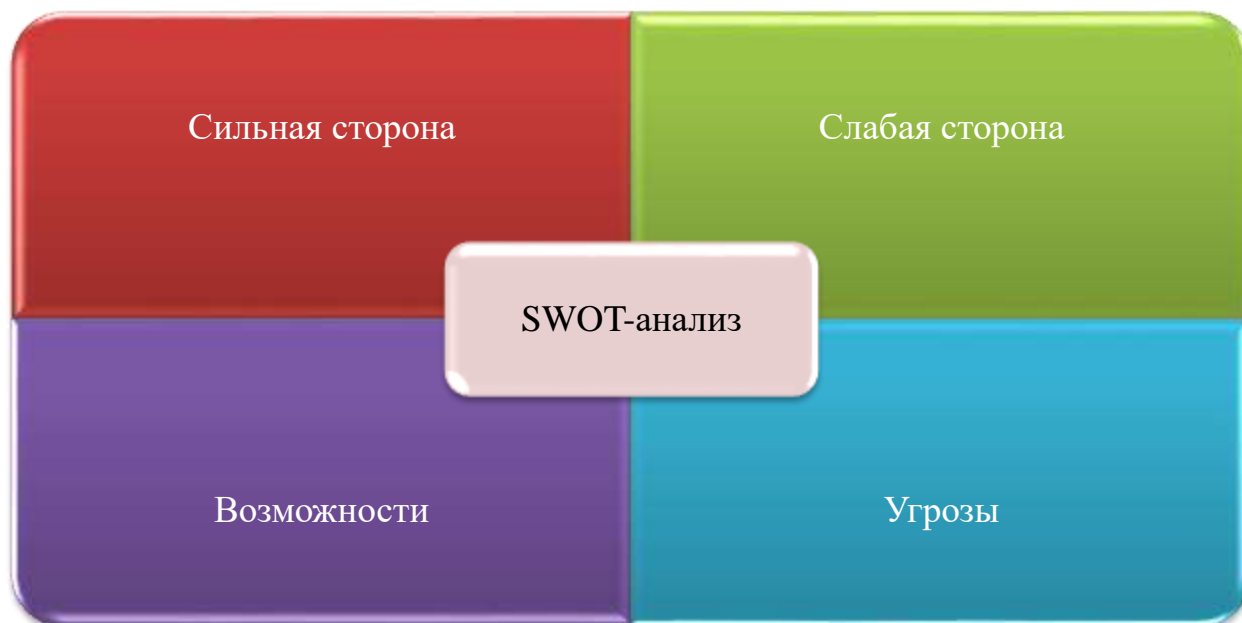 Сильная сторона
Слабая сторона
SWOT-анализ
Возможности
Угрозы